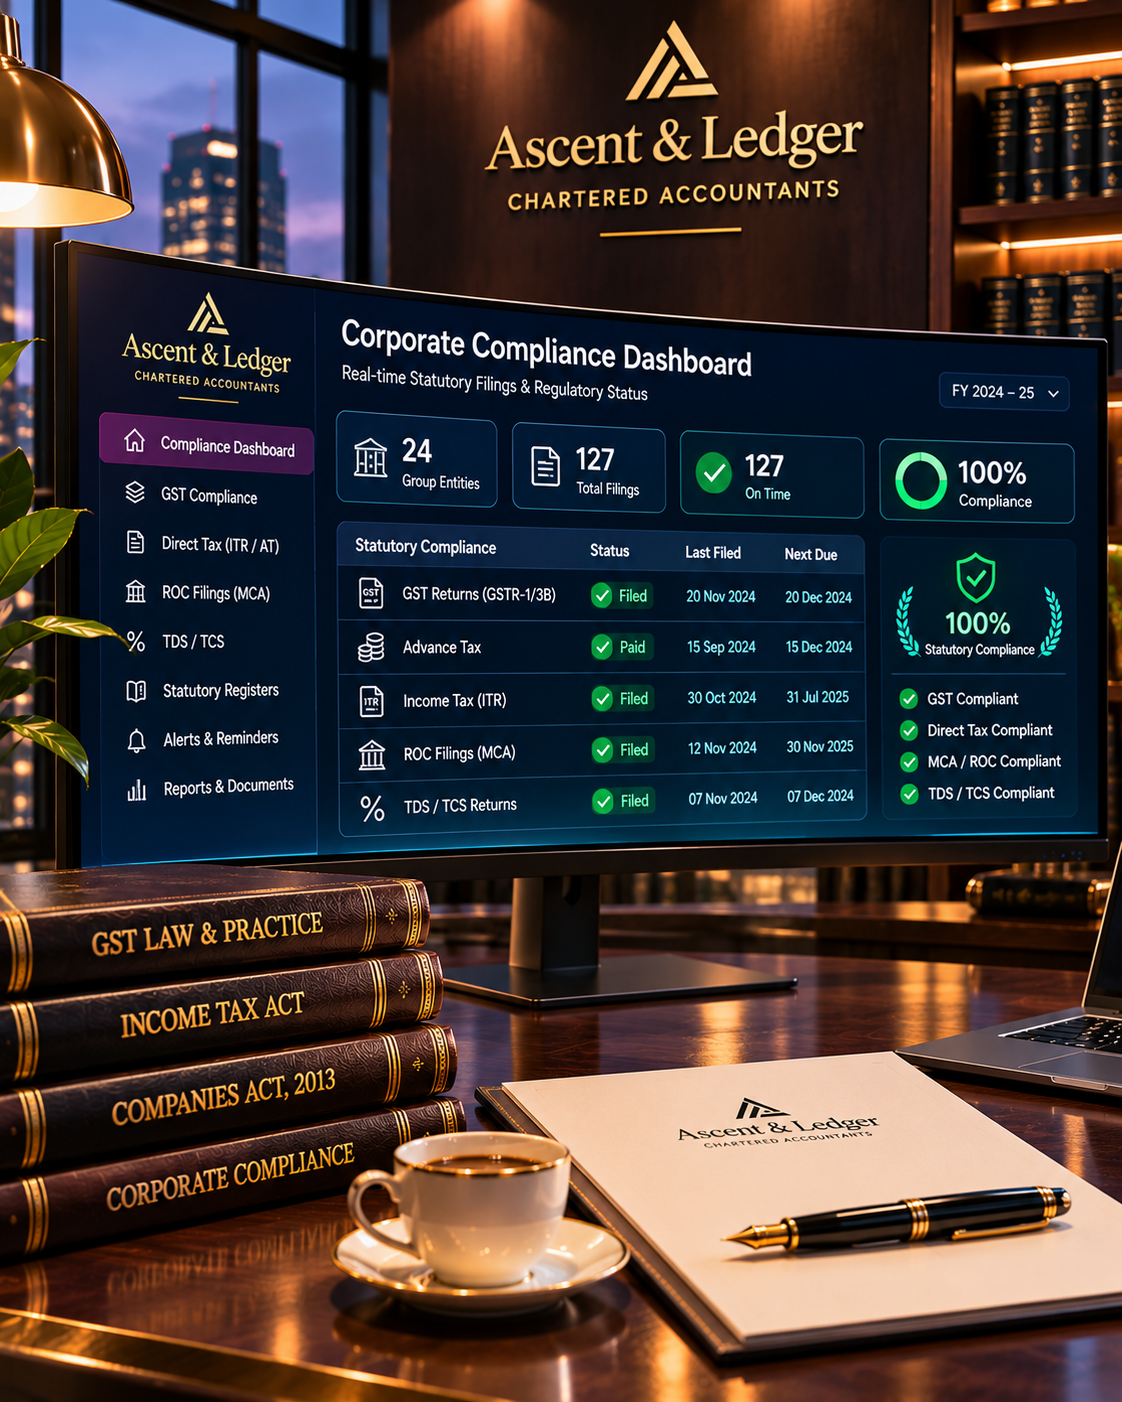 Ascent & Ledger
CHARTERED ACCOUNTANTS
Ascent & Ledger
CHARTERED ACCOUNTANTS
Compliance Dashboard
GST Compliance
Direct Tax (ITR / AT)
ROC Filings (MCA)
TDS / TCS
Statutory Registers
Alerts & Reminders
Reports & Documents
Corporate Compliance Dashboard
Real-time Statutory Filings & Regulatory Status
FY 2024 – 25
24
Group Entities
127
Total Filings
127
On Time
100%
Compliance
Statutory Compliance Status Last Filed Next Due
GST GST Returns (GSTR-1/3B) Filed 20 Nov 2024 20 Dec 2024
Advance Tax Paid 15 Sep 2024 15 Dec 2024
ITR Income Tax (ITR) Filed 30 Oct 2024 31 Jul 2025
ROC Filings (MCA) Filed 12 Nov 2024 30 Nov 2025
% TDS / TCS Returns Filed 07 Nov 2024 07 Dec 2024
100%
Statutory Compliance
GST Compliant
Direct Tax Compliant
MCA / ROC Compliant
TDS / TCS Compliant
GST LAW & PRACTICE
INCOME TAX ACT
COMPANIES ACT, 2013
CORPORATE COMPLIANCE
Ascent & Ledger
CHARTERED ACCOUNTANTS